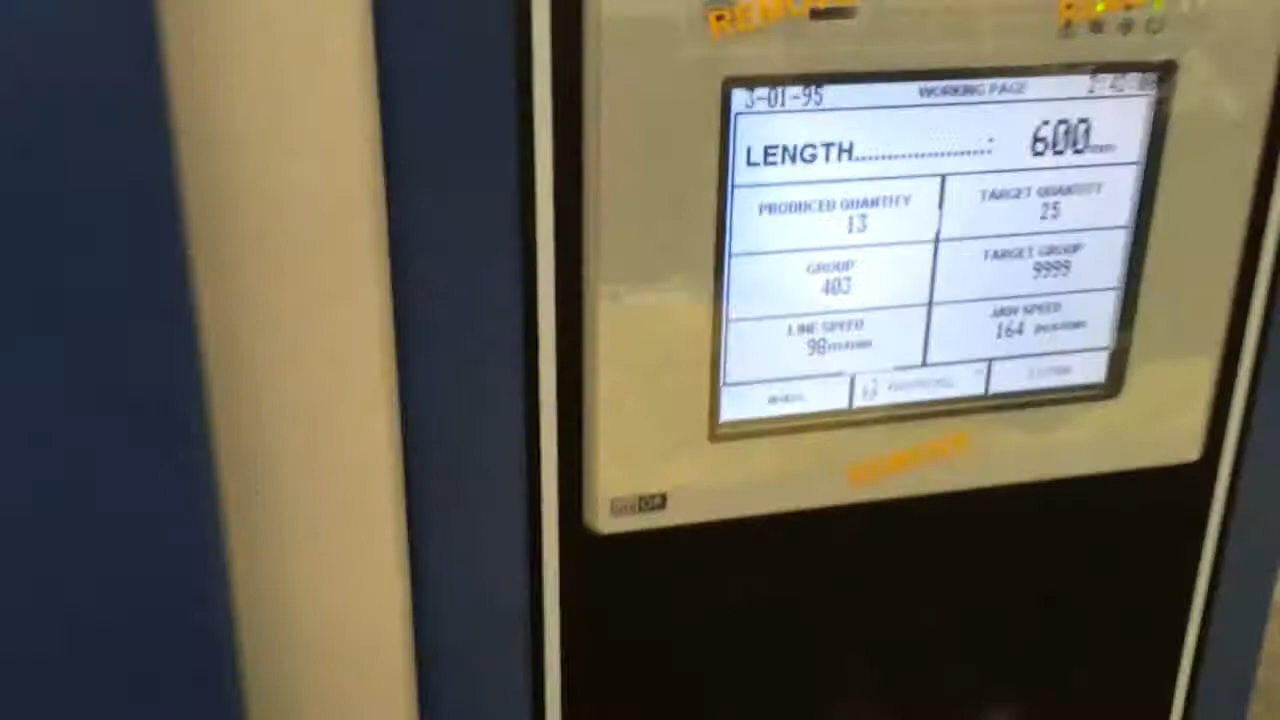 3-01-95 WORKING PAGE
LENGTH....................: 600mm
PRODUCED QUANTITY
13
TARGET QUANTITY
25
GROUP
403
TARGET GROUP
9999
LINE SPEED
98
JAW SPEED
164